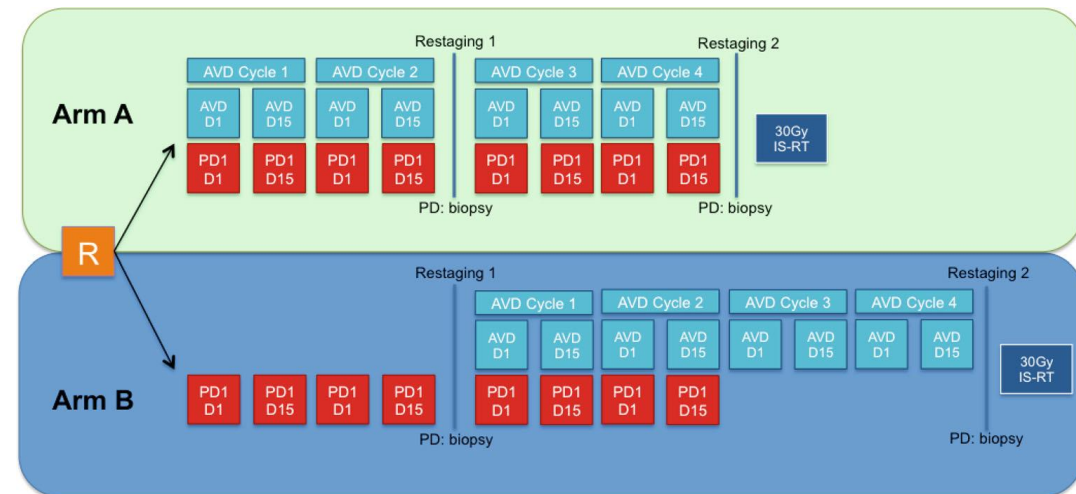 Restaging 1
Restaging 2
AVD Cycle 1
AVD Cycle 2
AVD Cycle 3
AVD Cycle 4
Arm A
AVD
D1
AVD
D15
AVD
D1
AVD
D15
AVD
D1
AVD
D15
AVD
D1
AVD
D15
30Gy
IS-RT
PD1
D1
PD1
D15
PD1
D1
PD1
D15
PD1
D1
PD1
D15
PD1
D1
PD1
D15
PD: biopsy
PD: biopsy
R
Restaging 1
Restaging 2
AVD Cycle 1
AVD Cycle 2
AVD Cycle 3
AVD Cycle 4
AVD
D1
AVD
D15
AVD
D1
AVD
D15
AVD
D1
AVD
D15
AVD
D1
AVD
D15
30Gy
IS-RT
Arm B
PD1
D1
PD1
D15
PD1
D1
PD1
D15
PD1
D1
PD1
D15
PD1
D1
PD1
D15
PD: biopsy
PD: biopsy